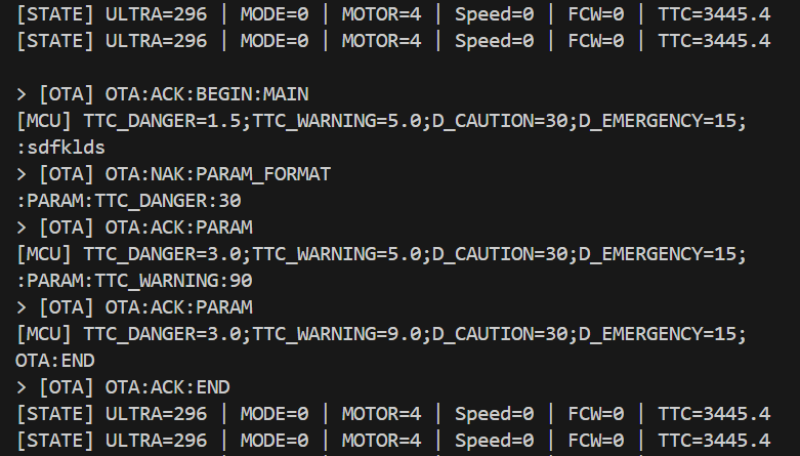 [STATE] ULTRA=296 | MODE=0 | MOTOR=4 | Speed=0 | FCW=0 | TTC=3445.4
[STATE] ULTRA=296 | MODE=0 | MOTOR=4 | Speed=0 | FCW=0 | TTC=3445.4
> [OTA] OTA:ACK:BEGIN:MAIN
[MCU] TTC_DANGER=1.5;TTC_WARNING=5.0;D_CAUTION=30;D_EMERGENCY=15;
:sdfklds
> [OTA] OTA:NAK:PARAM_FORMAT
:PARAM:TTC_DANGER:30
> [OTA] OTA:ACK:PARAM
[MCU] TTC_DANGER=3.0;TTC_WARNING=5.0;D_CAUTION=30;D_EMERGENCY=15;
:PARAM:TTC_WARNING:90
> [OTA] OTA:ACK:PARAM
[MCU] TTC_DANGER=3.0;TTC_WARNING=9.0;D_CAUTION=30;D_EMERGENCY=15;
OTA:END
> [OTA] OTA:ACK:END
[STATE] ULTRA=296 | MODE=0 | MOTOR=4 | Speed=0 | FCW=0 | TTC=3445.4
[STATE] ULTRA=296 | MODE=0 | MOTOR=4 | Speed=0 | FCW=0 | TTC=3445.4